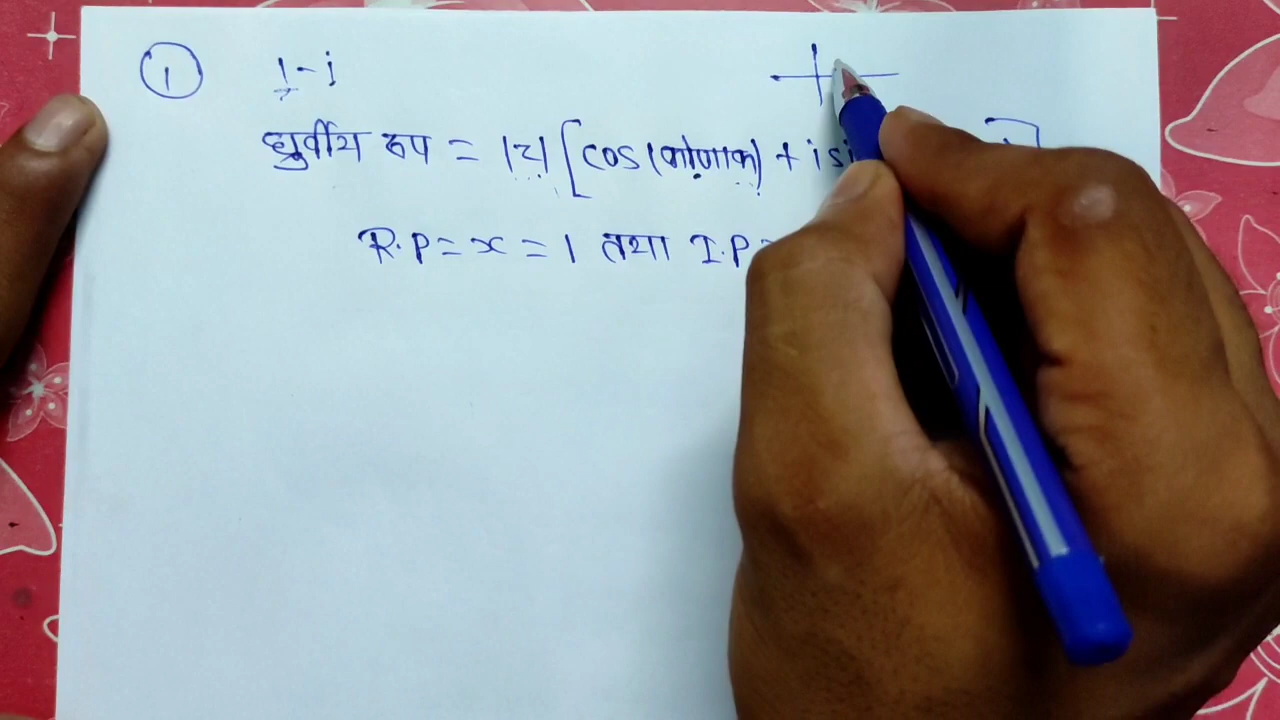 ① 1 - i
ध्रुवीय रूप = |z| [cos (कोणांक) + i si
R.P = x = 1 तथा I.P =